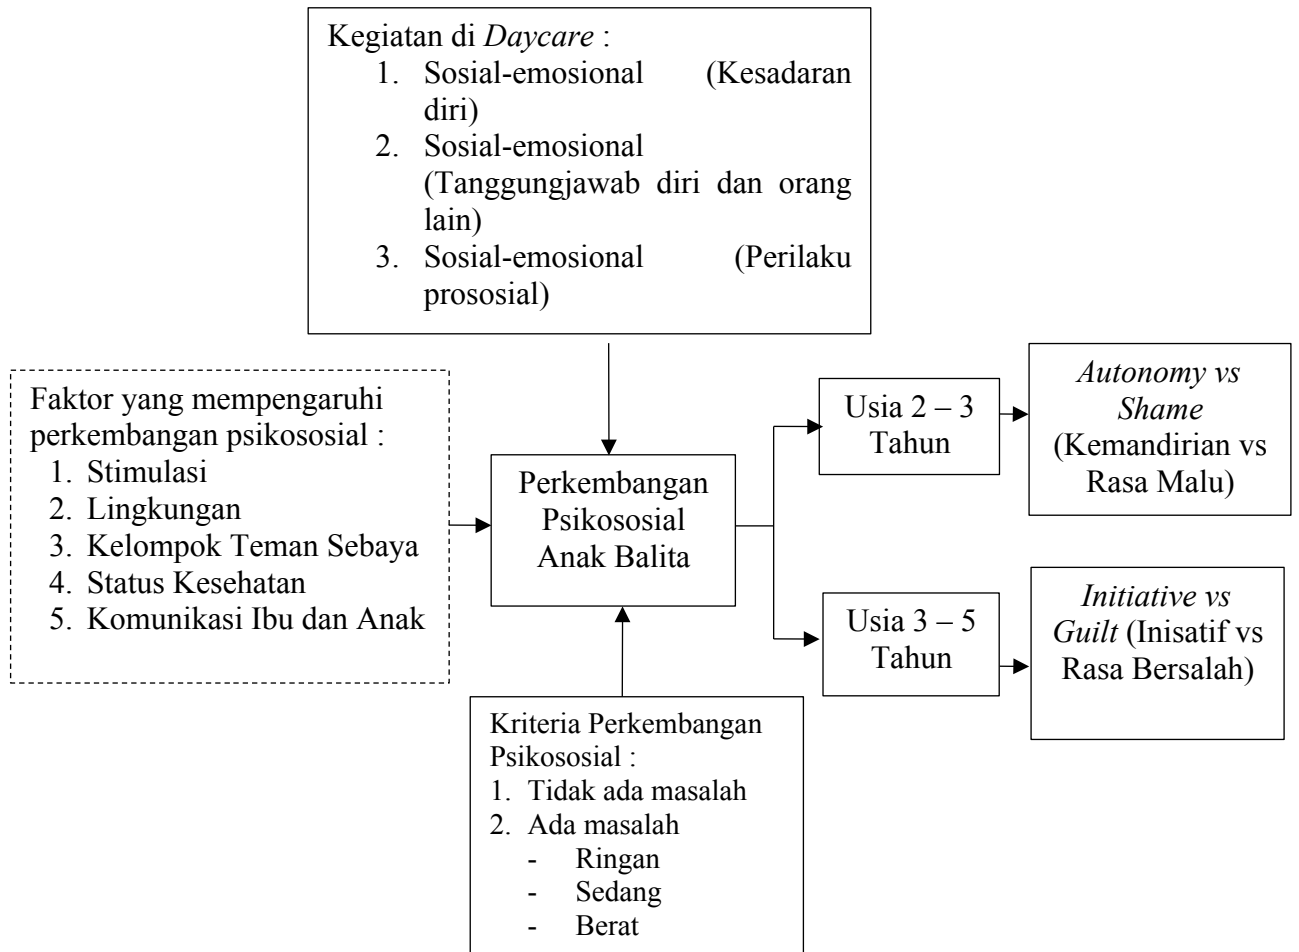 Kegiatan di Daycare :
1. Sosial-emosional (Kesadaran
diri)
2. Sosial-emosional
(Tanggungjawab diri dan orang
lain)
3. Sosial-emosional (Perilaku
prososial)
Faktor yang mempengaruhi
perkembangan psikososial :
1. Stimulasi
2. Lingkungan
3. Kelompok Teman Sebaya
4. Status Kesehatan
5. Komunikasi Ibu dan Anak
Perkembangan
Psikososial
Anak Balita
Usia 2 – 3
Tahun
Autonomy vs
Shame
(Kemandirian vs
Rasa Malu)
Usia 3 – 5
Tahun
Initiative vs
Guilt (Inisatif vs
Rasa Bersalah)
Kriteria Perkembangan
Psikososial :
1. Tidak ada masalah
2. Ada masalah
- Ringan
- Sedang
- Berat